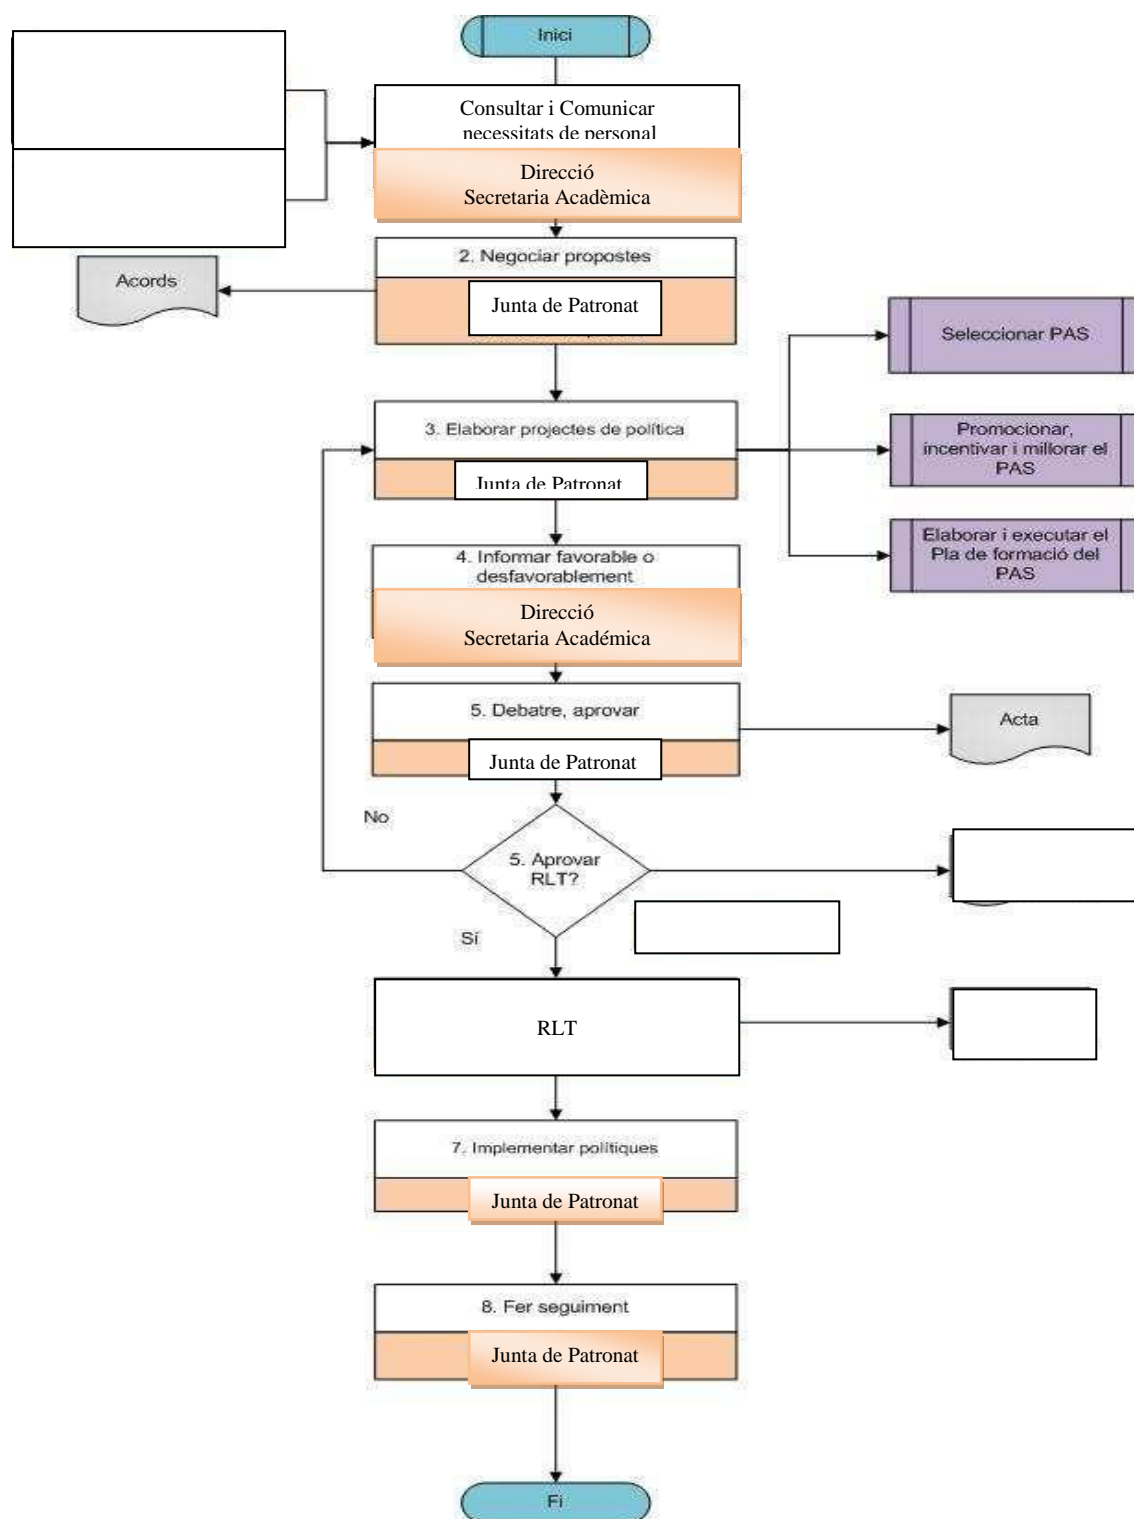 Inici
Consultar i Comunicar
necessitats de personal
Direcció
Secretaria Acadèmica
2. Negociar propostes
Acords
Junta de Patronat
Seleccionar PAS
3. Elaborar projectes de política
Junta de Patronat
Promocionar,
incentivar i millorar el
PAS
Elaborar i executar el
Pla de formació del
PAS
4. Informar favorable o
desfavorablement
Direcció
Secretaria Académica
5. Debatre, aprovar
Junta de Patronat
Acta
No
5. Aprovar
RLT?
Sí
RLT
7. Implementar polítiques
Junta de Patronat
8. Fer seguiment
Junta de Patronat
Fi